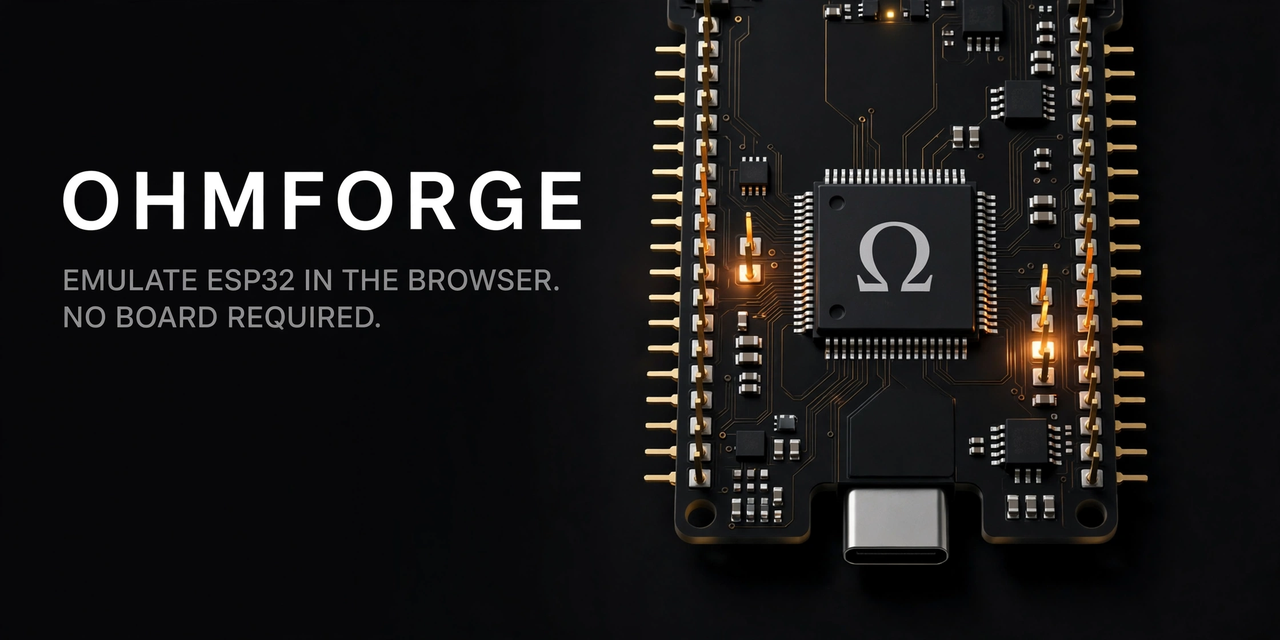 OHMFORGE
EMULATE ESP32 IN THE BROWSER.
NO BOARD REQUIRED.
Ω